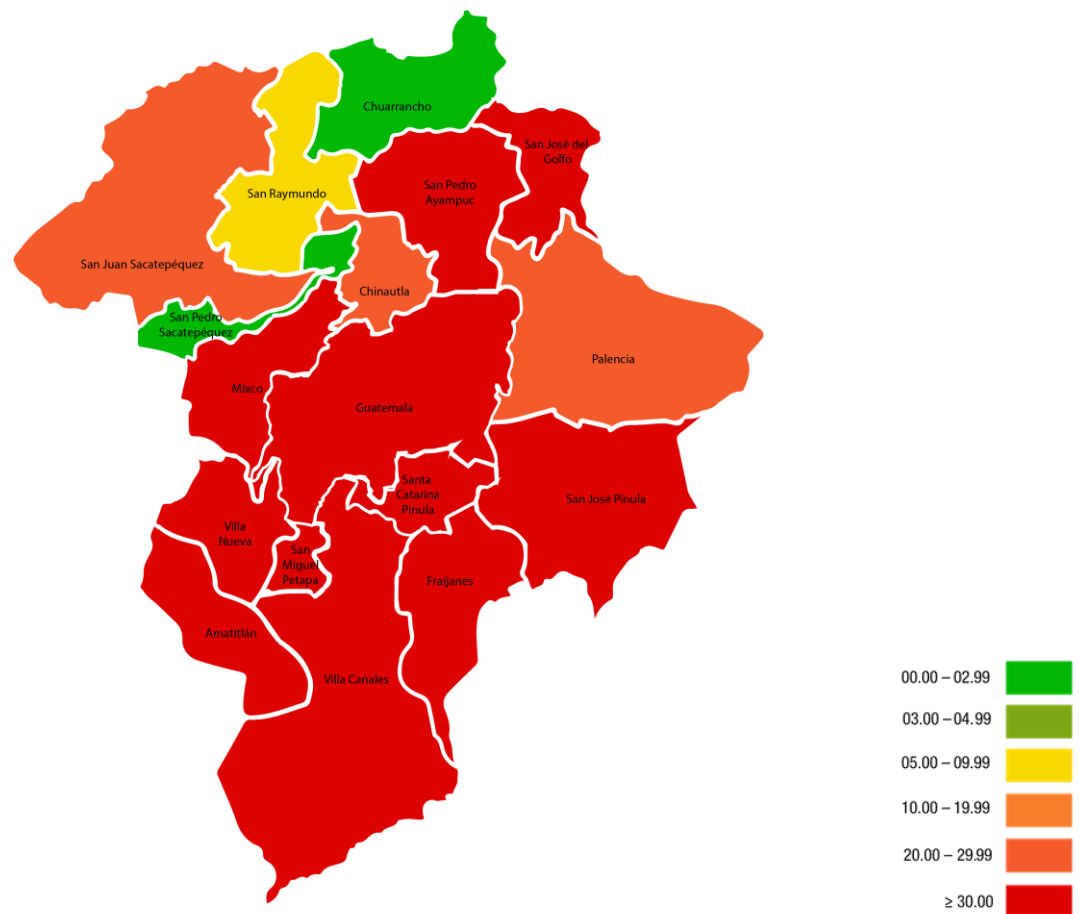 Chuarrancho
San José del
Golfo
San Pedro
Ayampuc
San Raymundo
San Juan Sacatepéquez
Chinautla
San Pedro
Sacatepéquez
Palencia
Mixco
Guatemala
Santa
Catarina
Pinula
San José Pinula
Villa
Nueva
San
Miguel
Petapa
Fraijanes
Amatitlán
Villa Canales
00.00 – 02.99
03.00 – 04.99
05.00 – 09.99
10.00 – 19.99
20.00 – 29.99
≥ 30.00